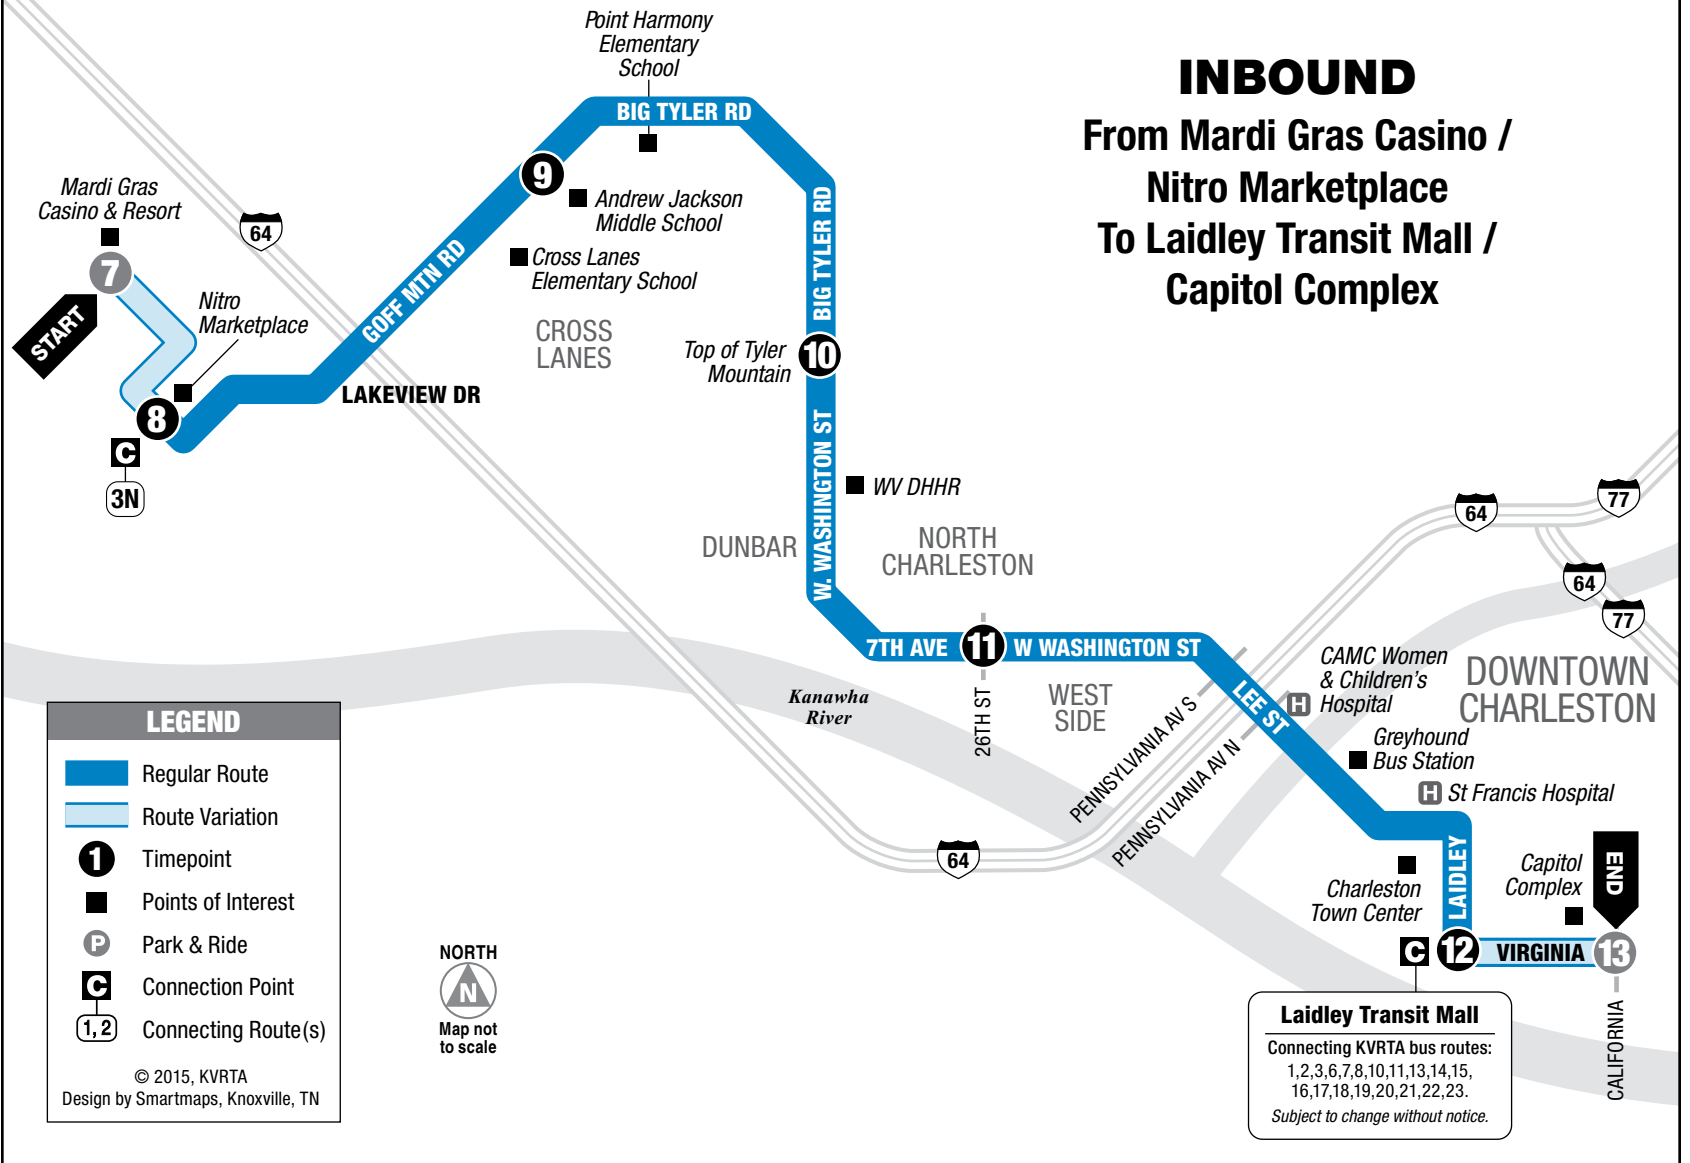 INBOUND
From Mardi Gras Casino /
Nitro Marketplace
To Laidley Transit Mall /
Capitol Complex
Point Harmony
Elementary
School
BIG TYLER RD
9
Andrew Jackson
Middle School
Cross Lanes
Elementary School
Mardi Gras
Casino & Resort
64
7
START
Nitro
Marketplace
GOFF MTN RD
BIG TYLER RD
CROSS
LANES
Top of Tyler
Mountain
10
LAKEVIEW DR
8
C
3N
W. WASHINGTON ST
WV DHHR
DUNBAR
NORTH
CHARLESTON
64
77
64
77
7TH AVE
11
W WASHINGTON ST
26TH ST
WEST
SIDE
Kanawha
River
PENNSYLVANIA AV S
PENNSYLVANIA AV N
LEE ST
H
CAMC Women
& Children's
Hospital
DOWNTOWN
CHARLESTON
Greyhound
Bus Station
H
St Francis Hospital
64
LAIDLEY
Charleston
Town Center
Capitol
Complex
END
C
12
VIRGINIA
13
CALIFORNIA
Laidley Transit Mall
Connecting KVRTA bus routes:
1,2,3,6,7,8,10,11,13,14,15,
16,17,18,19,20,21,22,23.
Subject to change without notice.
LEGEND
Regular Route
Route Variation
1
Timepoint
Points of Interest
P
Park & Ride
C
Connection Point
1, 2
Connecting Route(s)
© 2015, KVRTA
Design by Smartmaps, Knoxville, TN
NORTH
N
Map not
to scale